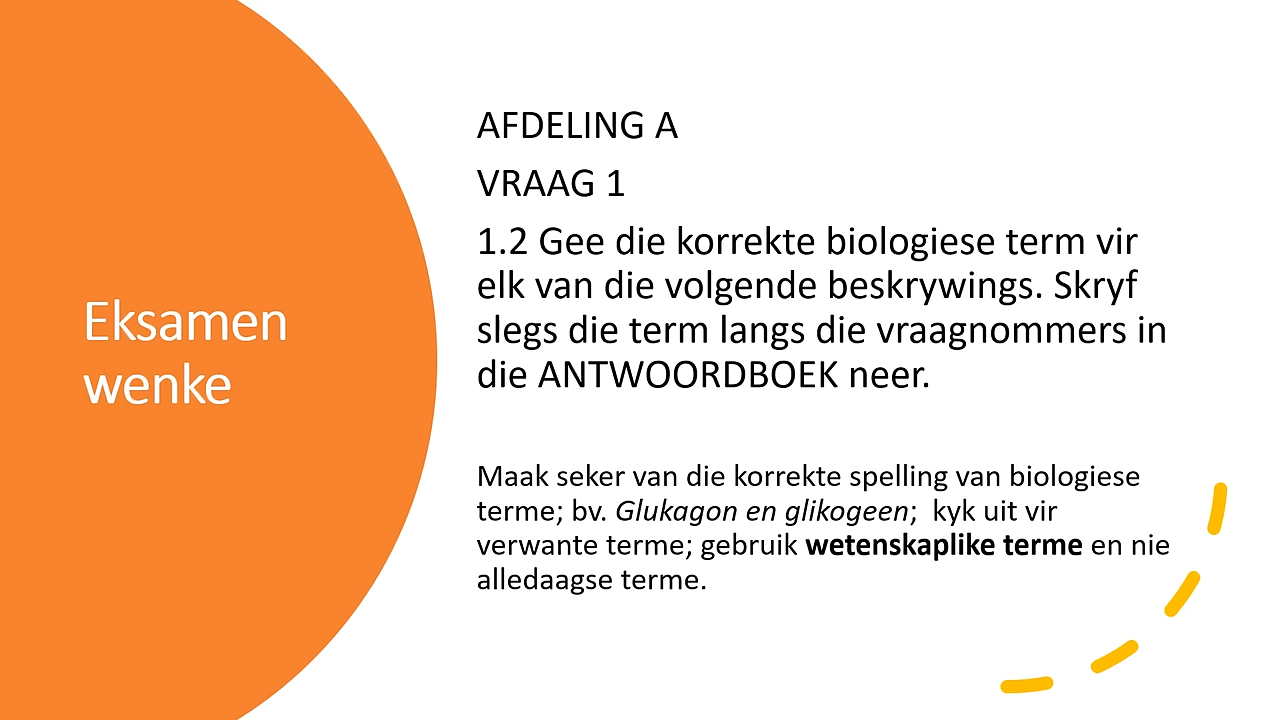 Eksamen
wenke
AFDELING A
VRAAG 1
1.2 Gee die korrekte biologiese term vir
elk van die volgende beskrywings. Skryf
slegs die term langs die vraagnommers in
die ANTWOORDBOEK neer.
Maak seker van die korrekte spelling van biologiese
terme; bv. Glukagon en glikogeen;  kyk uit vir
verwante terme; gebruik wetenskaplike terme en nie
alledaagse terme.